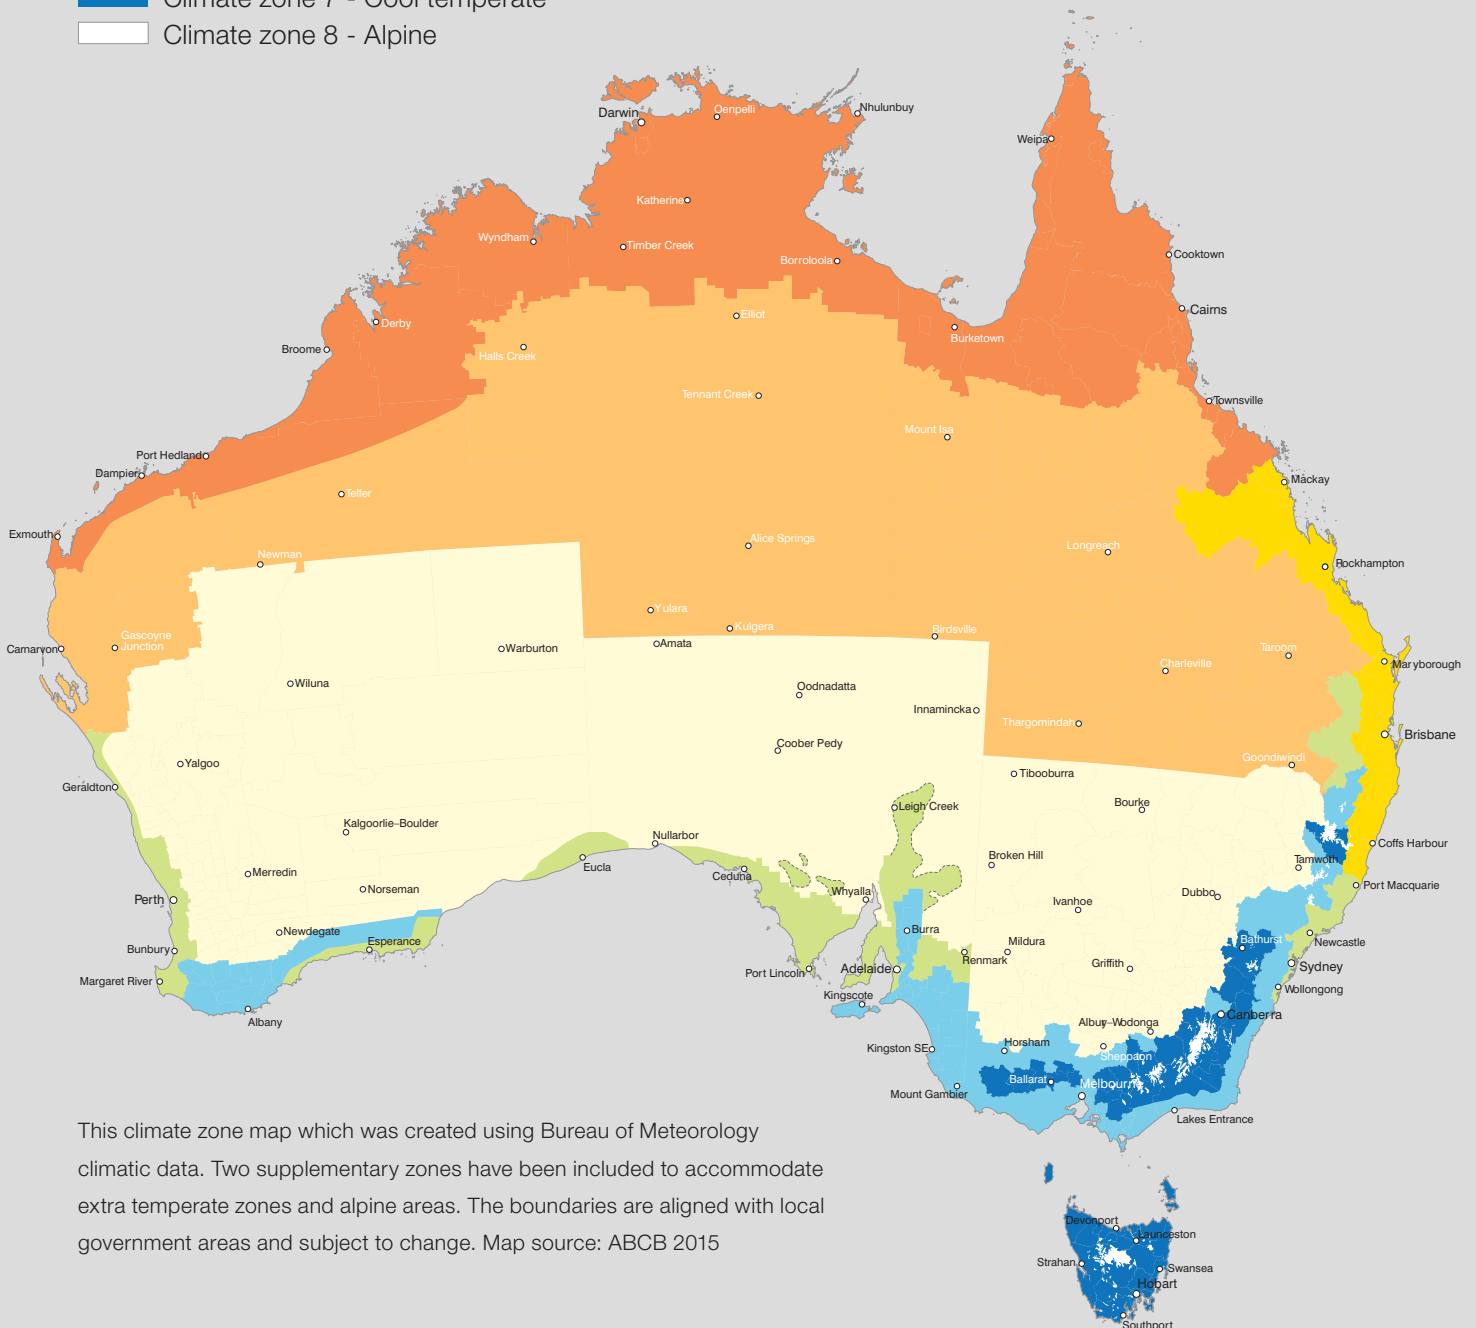 Climate zone 7 - Cool temperate
Climate zone 8 - Alpine
Darwin
Oenpelli
Nhulunbuy
Weipa
Katherine
Wyndham
Timber Creek
Borroloola
Cooktown
Cairns
Elliot
Derby
Burketown
Broome
Halls Creek
Tennant Creek
Townsville
Mount Isa
Port Hedland
Dampier
Mackay
Telfer
Exmouth
Alice Springs
Longreach
Newman
Rockhampton
Yulara
Kulgera
Birdsville
Gascoyne
Junction
Carnarvon
Warburton
Amata
Taroom
Charleville
Maryborough
Wiluna
Oodnadatta
Innamincka
Thargomindah
Brisbane
Coober Pedy
Goondiwindi
Yalgoo
Tibooburra
Geraldton
Leigh Creek
Bourke
Kalgoorlie–Boulder
Nullarbor
Coffs Harbour
Broken Hill
Tamwoth
Eucla
Merredin
Ceduna
Norseman
Whyalla
Dubbo
Port Macquarie
Perth
Ivanhoe
Newdegate
Burra
Esperance
Mildura
Bathurst
Newcastle
Bunbury
Renmark
Griffith
Sydney
Port Lincoln
Adelaide
Margaret River
Wollongong
Kingscote
Canberra
Albany
Albury–Wodonga
Horsham
Kingston SE
Shepparton
Ballarat
Melbourne
Mount Gambier
Lakes Entrance
This climate zone map which was created using Bureau of Meteorology
climatic data. Two supplementary zones have been included to accommodate
extra temperate zones and alpine areas. The boundaries are aligned with local
government areas and subject to change. Map source: ABCB 2015
Devonport
Launceston
Strahan
Swansea
Hobart
Southport